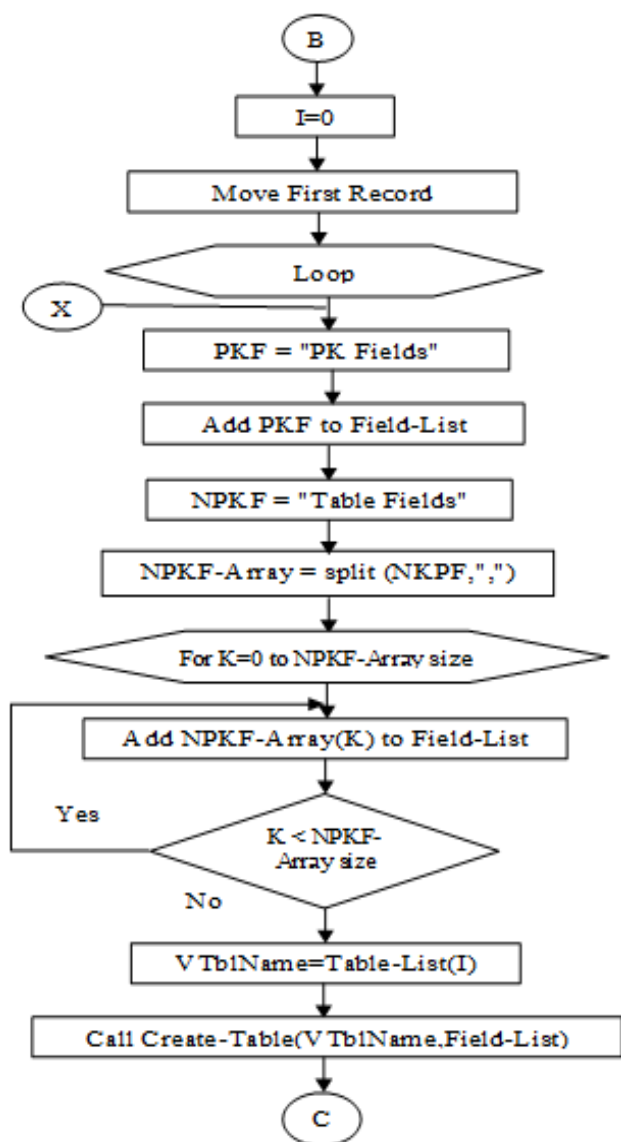 B
I=0
Move First Record
Loop
X
PKF = "PK Fields"
Add PKF to Field-List
NPKF = "Table Fields"
NPKF-Array = split (NKPF,",")
For K=0 to NPKF-Array size
Add NPKF-Array(K) to Field-List
Yes
K < NPKF-
Array size
No
VTblName=Table-List(I)
Call Create-Table(VTblName,Field-List)
C